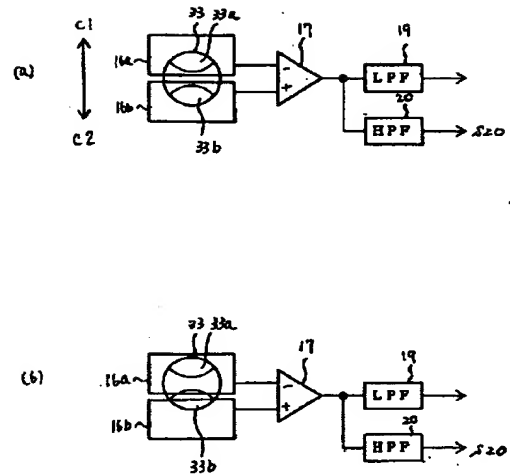 (a)
C1
C2
33
33a
16a
16b
33b
17
-
+
19
LPF
20
HPF
S20
(b)
33
33a
16a
16b
33b
17
-
+
19
LPF
20
HPF
S20